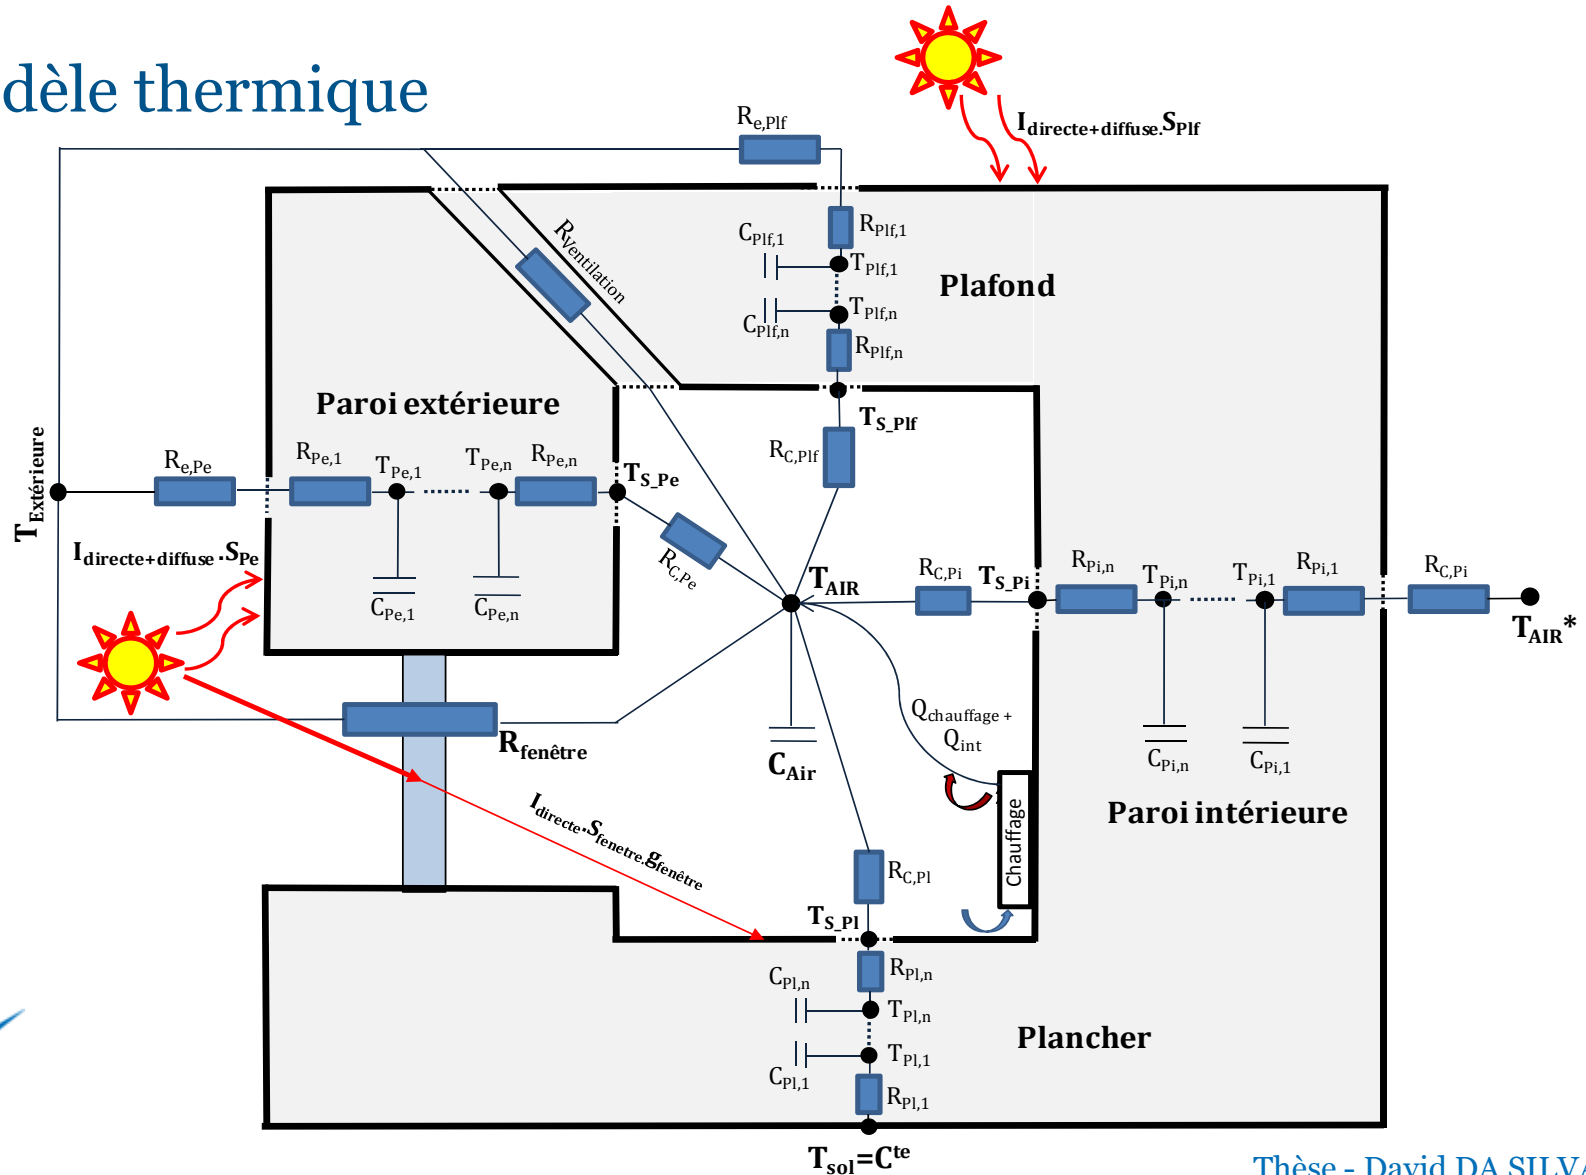 dèle thermique
R_e,Plf
I_directe+diffuse.S_Plf
R_Ventilation
C_Plf,1
R_Plf,1
T_Plf,1
Plafond
C_Plf,n
T_Plf,n
R_Plf,n
Paroi extérieure
T_S_Plf
R_C,Plf
T_Extérieure
R_e,Pe
R_Pe,1
T_Pe,1
T_Pe,n
R_Pe,n
T_S_Pe
R_C,Pe
I_directe+diffuse.S_Pe
C_Pe,1
C_Pe,n
T_AIR
R_C,Pi
T_S_Pi
R_Pi,n
T_Pi,n
T_Pi,1
R_Pi,1
R_C,Pi
T_AIR*
R_fenêtre
C_Air
Q_chauffage +
Q_int
C_Pi,n
C_Pi,1
Paroi intérieure
Chauffage
I_directe.S_fenetre.g_fenêtre
R_C,Pl
T_S_Pl
R_Pl,n
C_Pl,n
T_Pl,n
Plancher
T_Pl,1
C_Pl,1
R_Pl,1
T_sol=C^te
Thèse - David DA SILVA